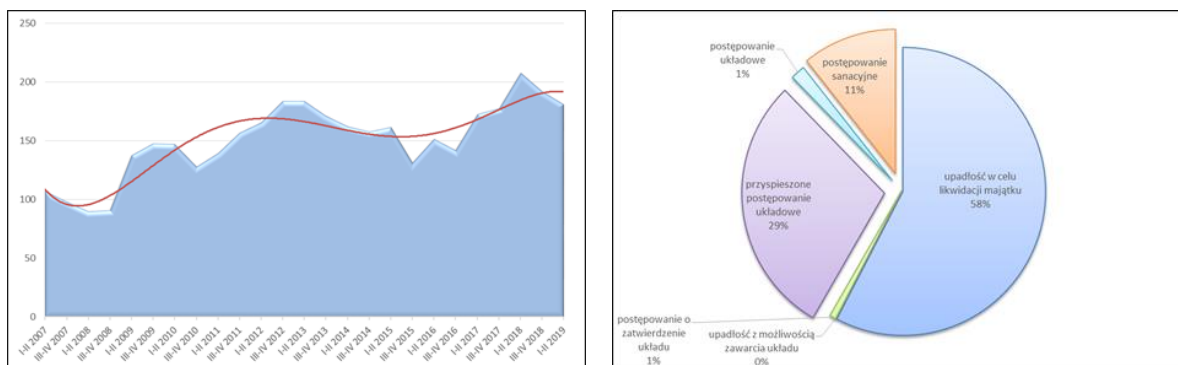 250
200
150
100
50
0
I-II 2007
III-IV 2007
I-II 2008
III-IV 2008
I-II 2009
III-IV 2009
I-II 2010
III-IV 2010
I-II 2011
III-IV 2011
I-II 2012
III-IV 2012
I-II 2013
III-IV 2013
I-II 2014
III-IV 2014
I-II 2015
III-IV 2015
I-II 2016
III-IV 2016
I-II 2017
III-IV 2017
I-II 2018
III-IV 2018
I-II 2019
postępowanie
układowe
1%
postępowanie
sanacyjne
11%
upadłość w celu
likwidacji majątku
58%
przyspieszone
postępowanie
układowe
29%
postępowanie o
zatwierdzenie
układu
1%
upadłość z możliwością
zawarcia układu
0%